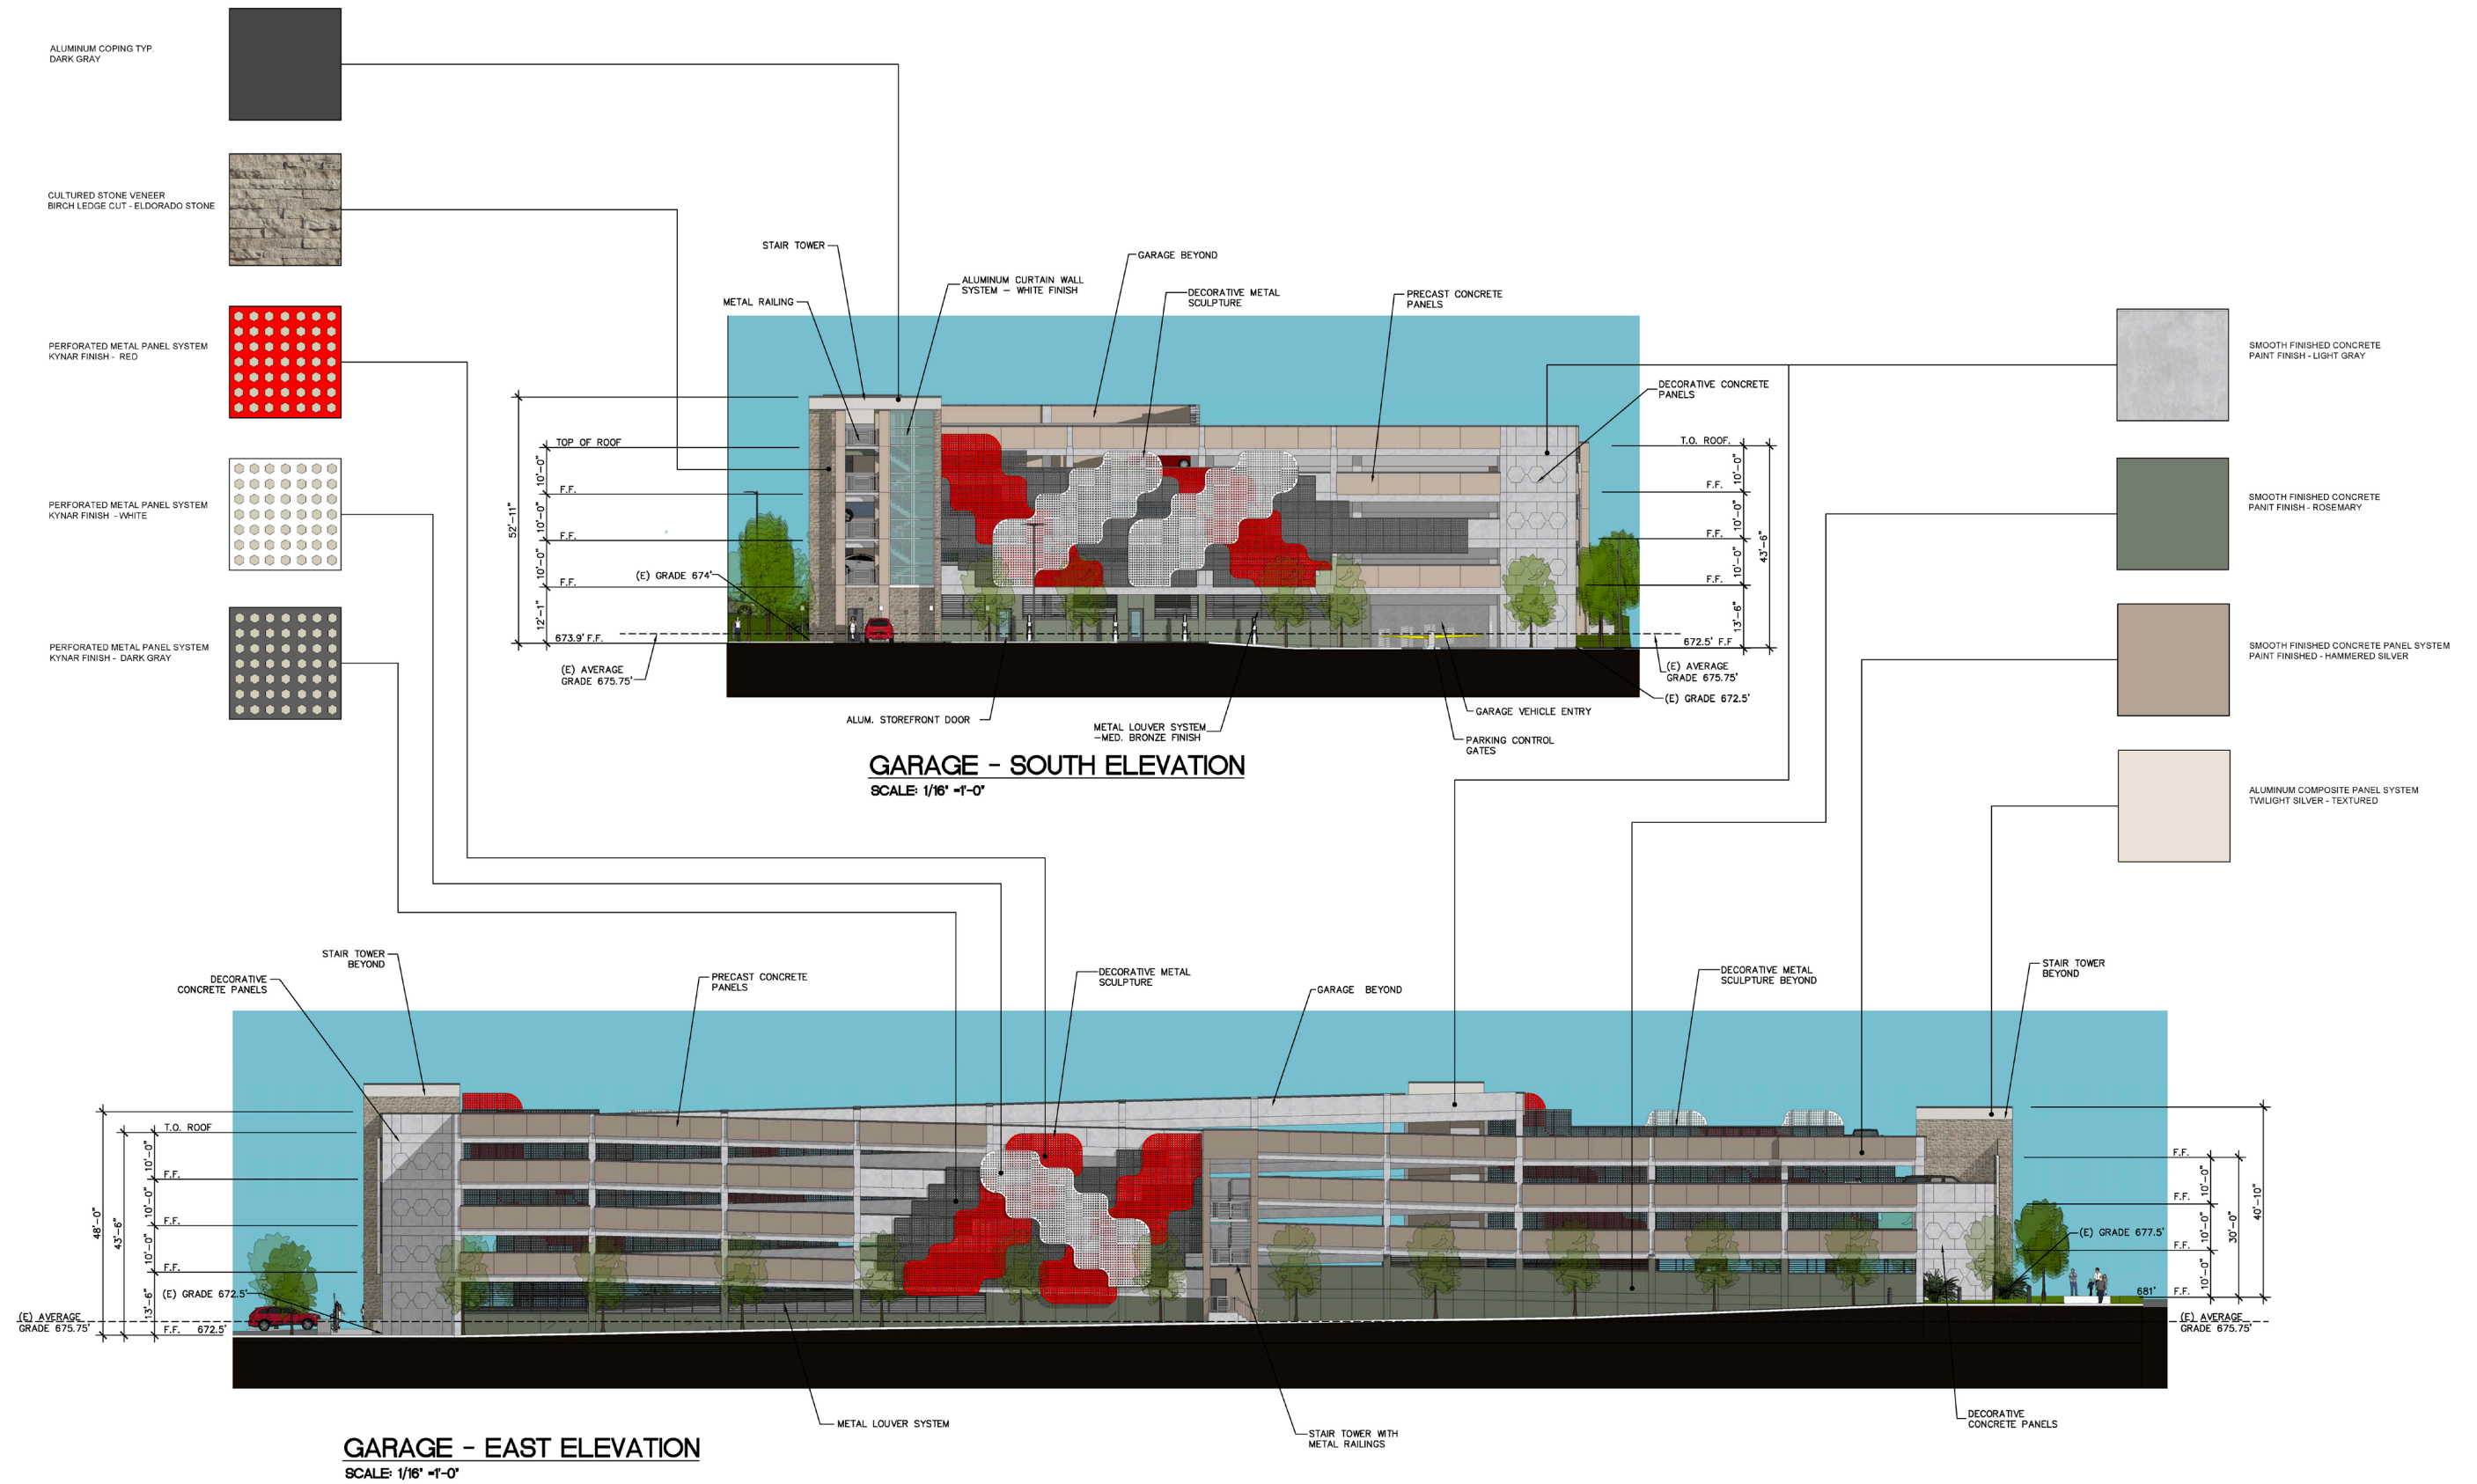 ALUMINUM COPING TYP.
DARK GRAY
CULTURED STONE VENEER
BIRCH LEDGE CUT - ELDORADO STONE
PERFORATED METAL PANEL SYSTEM
KYNAR FINISH - RED
PERFORATED METAL PANEL SYSTEM
KYNAR FINISH - WHITE
PERFORATED METAL PANEL SYSTEM
KYNAR FINISH - DARK GRAY
STAIR TOWER
METAL RAILING
ALUMINUM CURTAIN WALL
SYSTEM - WHITE FINISH
GARAGE BEYOND
DECORATIVE METAL
SCULPTURE
PRECAST CONCRETE
PANELS
DECORATIVE CONCRETE
PANELS
52'-11"
TOP OF ROOF
10'-0"
F.F.
10'-0"
F.F.
10'-0"
F.F.
12'-1"
673.9' F.F.
(E) GRADE 674'
(E) AVERAGE
GRADE 675.75'
T.O. ROOF.
10'-0"
F.F.
10'-0"
F.F.
10'-0"
F.F.
13'-6"
43'-6"
672.5' F.F
(E) AVERAGE
GRADE 675.75'
(E) GRADE 672.5'
ALUM. STOREFRONT DOOR
METAL LOUVER SYSTEM
-MED. BRONZE FINISH
GARAGE VEHICLE ENTRY
PARKING CONTROL
GATES
GARAGE - SOUTH ELEVATION
SCALE: 1/16" =1'-0"
SMOOTH FINISHED CONCRETE
PAINT FINISH - LIGHT GRAY
SMOOTH FINISHED CONCRETE
PANIT FINISH - ROSEMARY
SMOOTH FINISHED CONCRETE PANEL SYSTEM
PAINT FINISHED - HAMMERED SILVER
ALUMINUM COMPOSITE PANEL SYSTEM
TWILIGHT SILVER - TEXTURED
STAIR TOWER
BEYOND
DECORATIVE
CONCRETE PANELS
PRECAST CONCRETE
PANELS
DECORATIVE METAL
SCULPTURE
GARAGE BEYOND
DECORATIVE METAL
SCULPTURE BEYOND
STAIR TOWER
BEYOND
48'-0"
43'-6"
T.O. ROOF
10'-0"
F.F.
10'-0"
F.F.
10'-0"
F.F.
13'-6"
(E) GRADE 672.5'
F.F. 672.5'
(E) AVERAGE
GRADE 675.75'
F.F.
10'-0"
F.F.
10'-0"
F.F.
10'-0"
681' F.F.
30'-0"
40'-10"
(E) GRADE 677.5'
(E) AVERAGE
GRADE 675.75'
METAL LOUVER SYSTEM
STAIR TOWER WITH
METAL RAILINGS
DECORATIVE
CONCRETE PANELS
GARAGE - EAST ELEVATION
SCALE: 1/16" =1'-0"